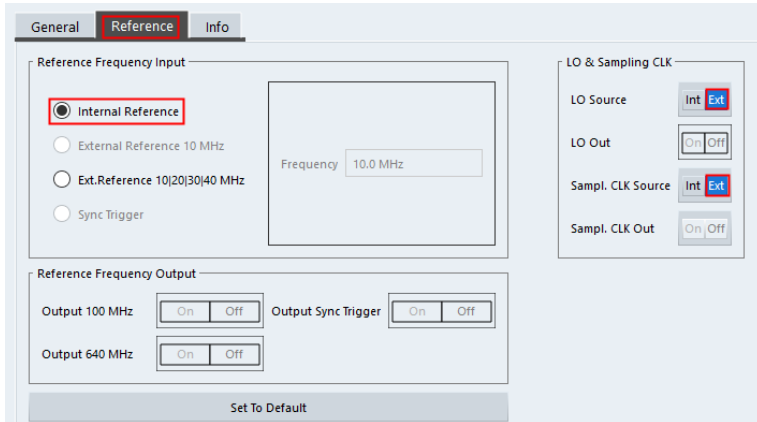 General Reference Info
Reference Frequency Input
Internal Reference
External Reference 10 MHz
Ext.Reference 10|20|30|40 MHz
Sync Trigger
Frequency 10.0 MHz
LO & Sampling CLK
LO Source Int Ext
LO Out On Off
Sampl. CLK Source Int Ext
Sampl. CLK Out On Off
Reference Frequency Output
Output 100 MHz On Off Output Sync Trigger On Off
Output 640 MHz On Off
Set To Default